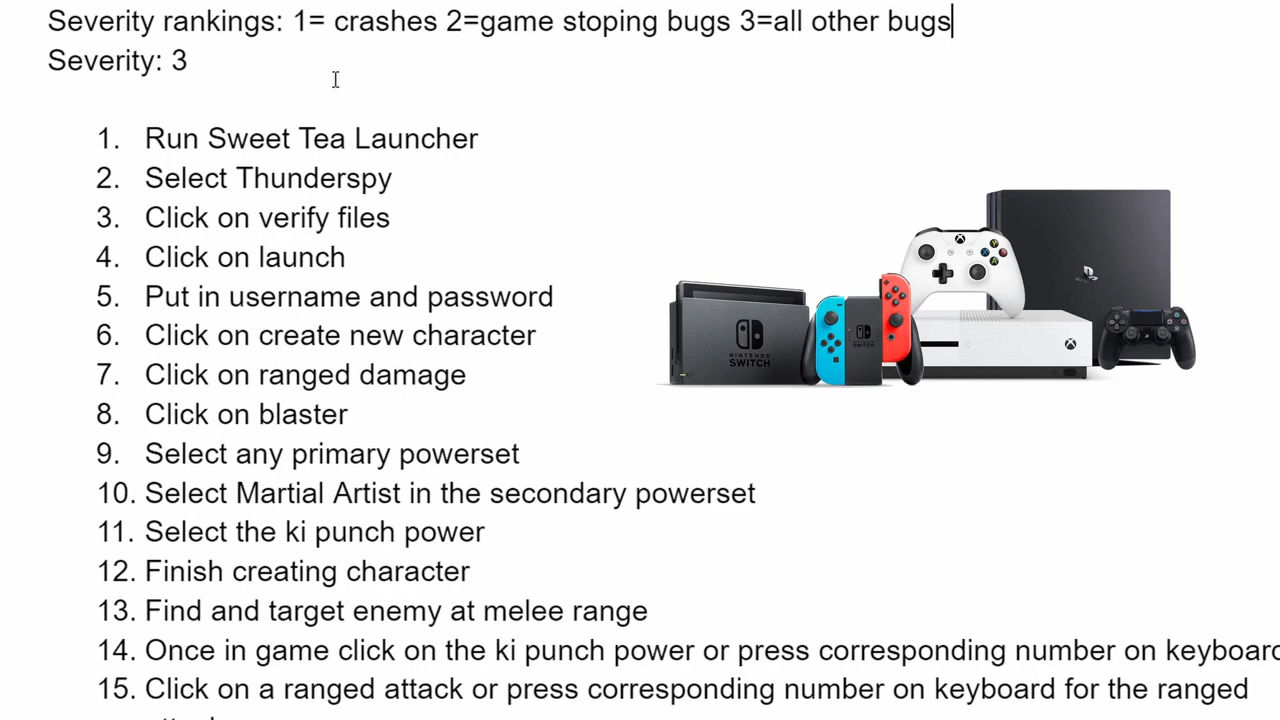 Severity rankings: 1= crashes 2=game stoping bugs 3=all other bugs
Severity: 3
1. Run Sweet Tea Launcher
2. Select Thunderspy
3. Click on verify files
4. Click on launch
5. Put in username and password
6. Click on create new character
7. Click on ranged damage
8. Click on blaster
9. Select any primary powerset
10. Select Martial Artist in the secondary powerset
11. Select the ki punch power
12. Finish creating character
13. Find and target enemy at melee range
14. Once in game click on the ki punch power or press corresponding number on
15. Click on a ranged attack or press corresponding number on keyboard for the ranged
NINTENDO
SWITCH